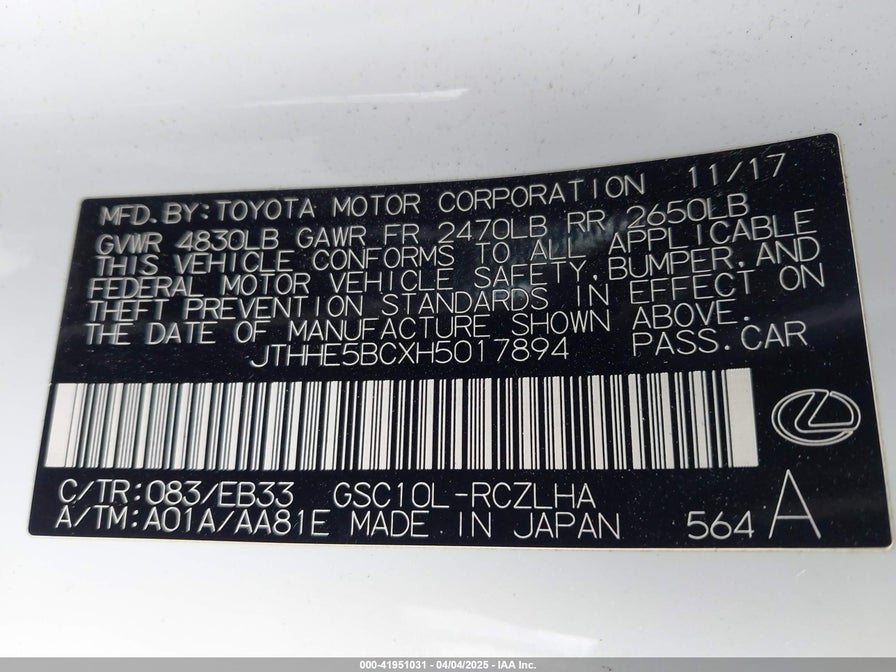 MFD. BY: TOYOTA MOTOR CORPORATION 11/17
GVWR 4830LB GAWR FR 2470LB RR 2650LB
THIS VEHICLE CONFORMS TO ALL APPLICABLE
FEDERAL MOTOR VEHICLE SAFETY, BUMPER, AND
THEFT PREVENTION STANDARDS IN EFFECT ON
THE DATE OF MANUFACTURE SHOWN ABOVE.
JTHHE5BCXH5017894 PASS. CAR
C/TR: 083/EB33 GSC10L-RCZLHA
A/TM: A01A/AA81E MADE IN JAPAN 564 A
000-41951031 - 04/04/2025 - IAA Inc.